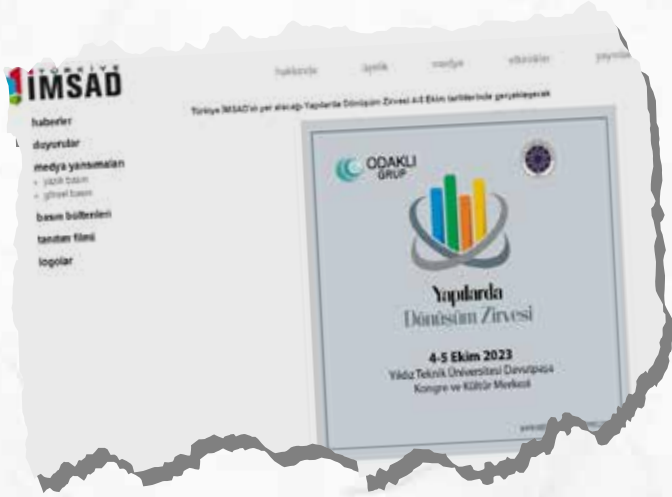 TÜRKİYE
İMSAD
hakkında üyelik medya etkinlikler
Türkiye İMSAD'ın yer alacağı Yapılarda Dönüşüm Zirvesi 4-5 Ekim tarihlerinde gerçekleşecek
haberler
duyurular
medya yansımaları
yazılı basın
görsel basın
basın bültenleri
tanıtım filmi
logolar
ODAKLI
GRUP
Yapılarda
Dönüşüm Zirvesi
4-5 Ekim 2023
Yıldız Teknik Üniversitesi Davutpaşa
Kongre ve Kültür Merkezi